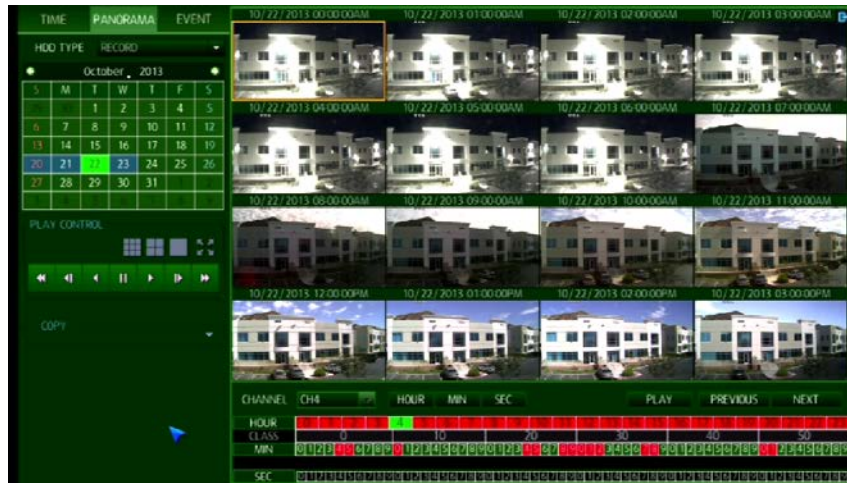 TIME PANORAMA EVENT
HDD TYPE RECORD
October 2013
S M T W T F S
1 2 3 4 5
6 7 8 9 10 11 12
13 14 15 16 17 18 19
20 21 22 23 24 25 26
27 28 29 30 31
PLAY CONTROL
COPY
10/22/2013 00:00:00AM 10/22/2013 01:00:00AM 10/22/2013 02:00:00AM 10/22/2013 03:00:00AM
10/22/2013 04:00:00AM 10/22/2013 05:00:00AM 10/22/2013 06:00:00AM 10/22/2013 07:00:00AM
10/22/2013 08:00:00AM 10/22/2013 09:00:00AM 10/22/2013 10:00:00AM 10/22/2013 11:00:00AM
10/22/2013 12:00:00PM 10/22/2013 01:00:00PM 10/22/2013 02:00:00PM 10/22/2013 03:00:00PM
CHANNEL CH4 HOUR MIN SEC PLAY PREVIOUS NEXT
HOUR 4
CLASS 0 10 20 30 40 50
MIN
SEC